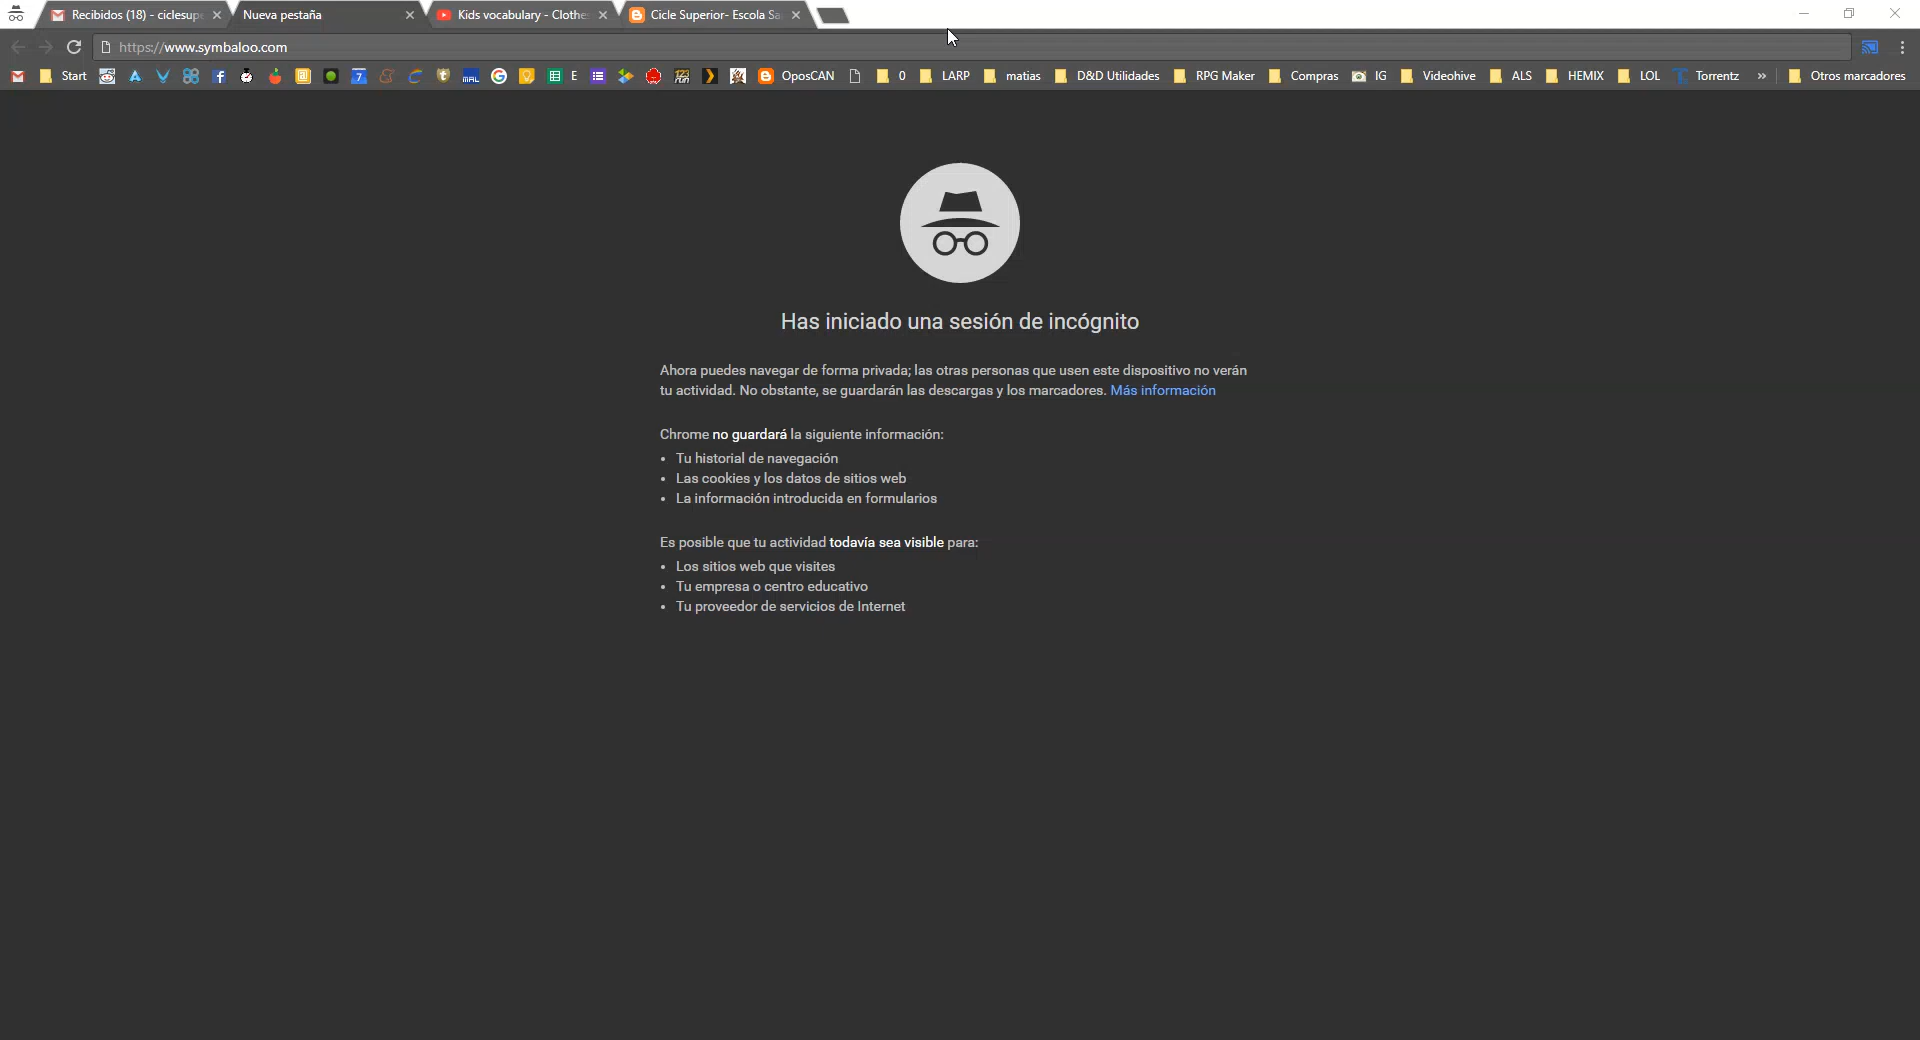 Recibidos (18) - ciclesupe
Nueva pestaña
Kids vocabulary - Clothe
Cicle Superior- Escola Sa
https://www.symbaloo.com
Start 7 MAL E 123 RUN OposCAN 0 LARP matias D&D Utilidades RPG Maker Compras IG Videohive ALS HEMIX LOL Torrentz » Otros marcadores
Has iniciado una sesión de incógnito
Ahora puedes navegar de forma privada; las otras personas que usen este dispositivo no verán
tu actividad. No obstante, se guardarán las descargas y los marcadores. Más información
Chrome no guardará la siguiente información:
• Tu historial de navegación
• Las cookies y los datos de sitios web
• La información introducida en formularios
Es posible que tu actividad todavía sea visible para:
• Los sitios web que visites
• Tu empresa o centro educativo
• Tu proveedor de servicios de Internet